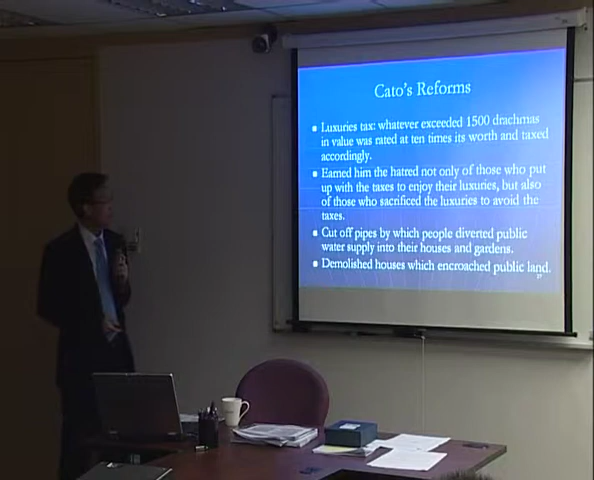 Cato's Reforms
Luxuries tax: whatever exceeded 1500 drachmas
in value was rated at ten times its worth and taxed
accordingly.
Earned him the hatred not only of those who put
up with the taxes to enjoy their luxuries, but also
of those who sacrificed the luxuries to avoid the
taxes.
Cut off pipes by which people diverted public
water supply into their houses and gardens.
Demolished houses which encroached public land.